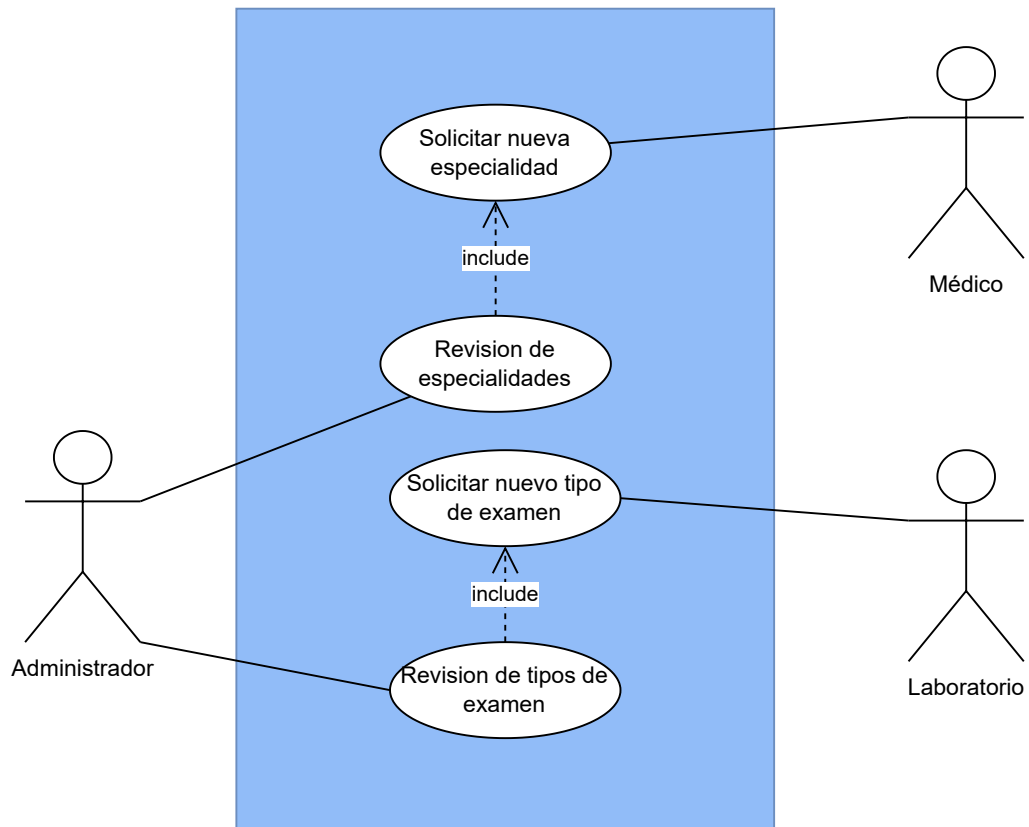 Solicitar nueva
especialidad
include
Médico
Revision de
especialidades
Solicitar nuevo tipo
de examen
include
Administrador
Revision de tipos de
examen
Laboratorio